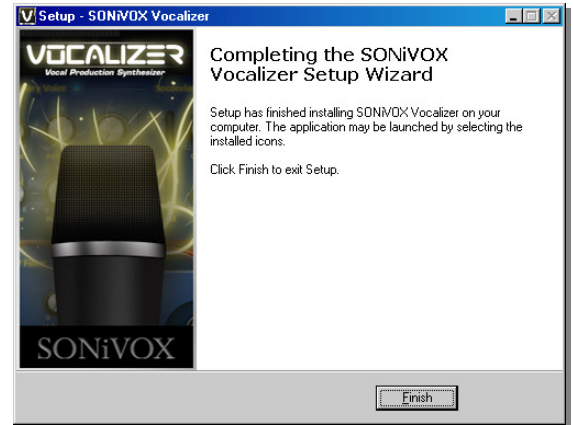 Setup - SONiVOX Vocalizer
VOCALIZER
Vocal Production Synthesizer
SONiVOX
Completing the SONiVOX
Vocalizer Setup Wizard
Setup has finished installing SONiVOX Vocalizer on your
computer. The application may be launched by selecting the
installed icons.
Click Finish to exit Setup.
Finish